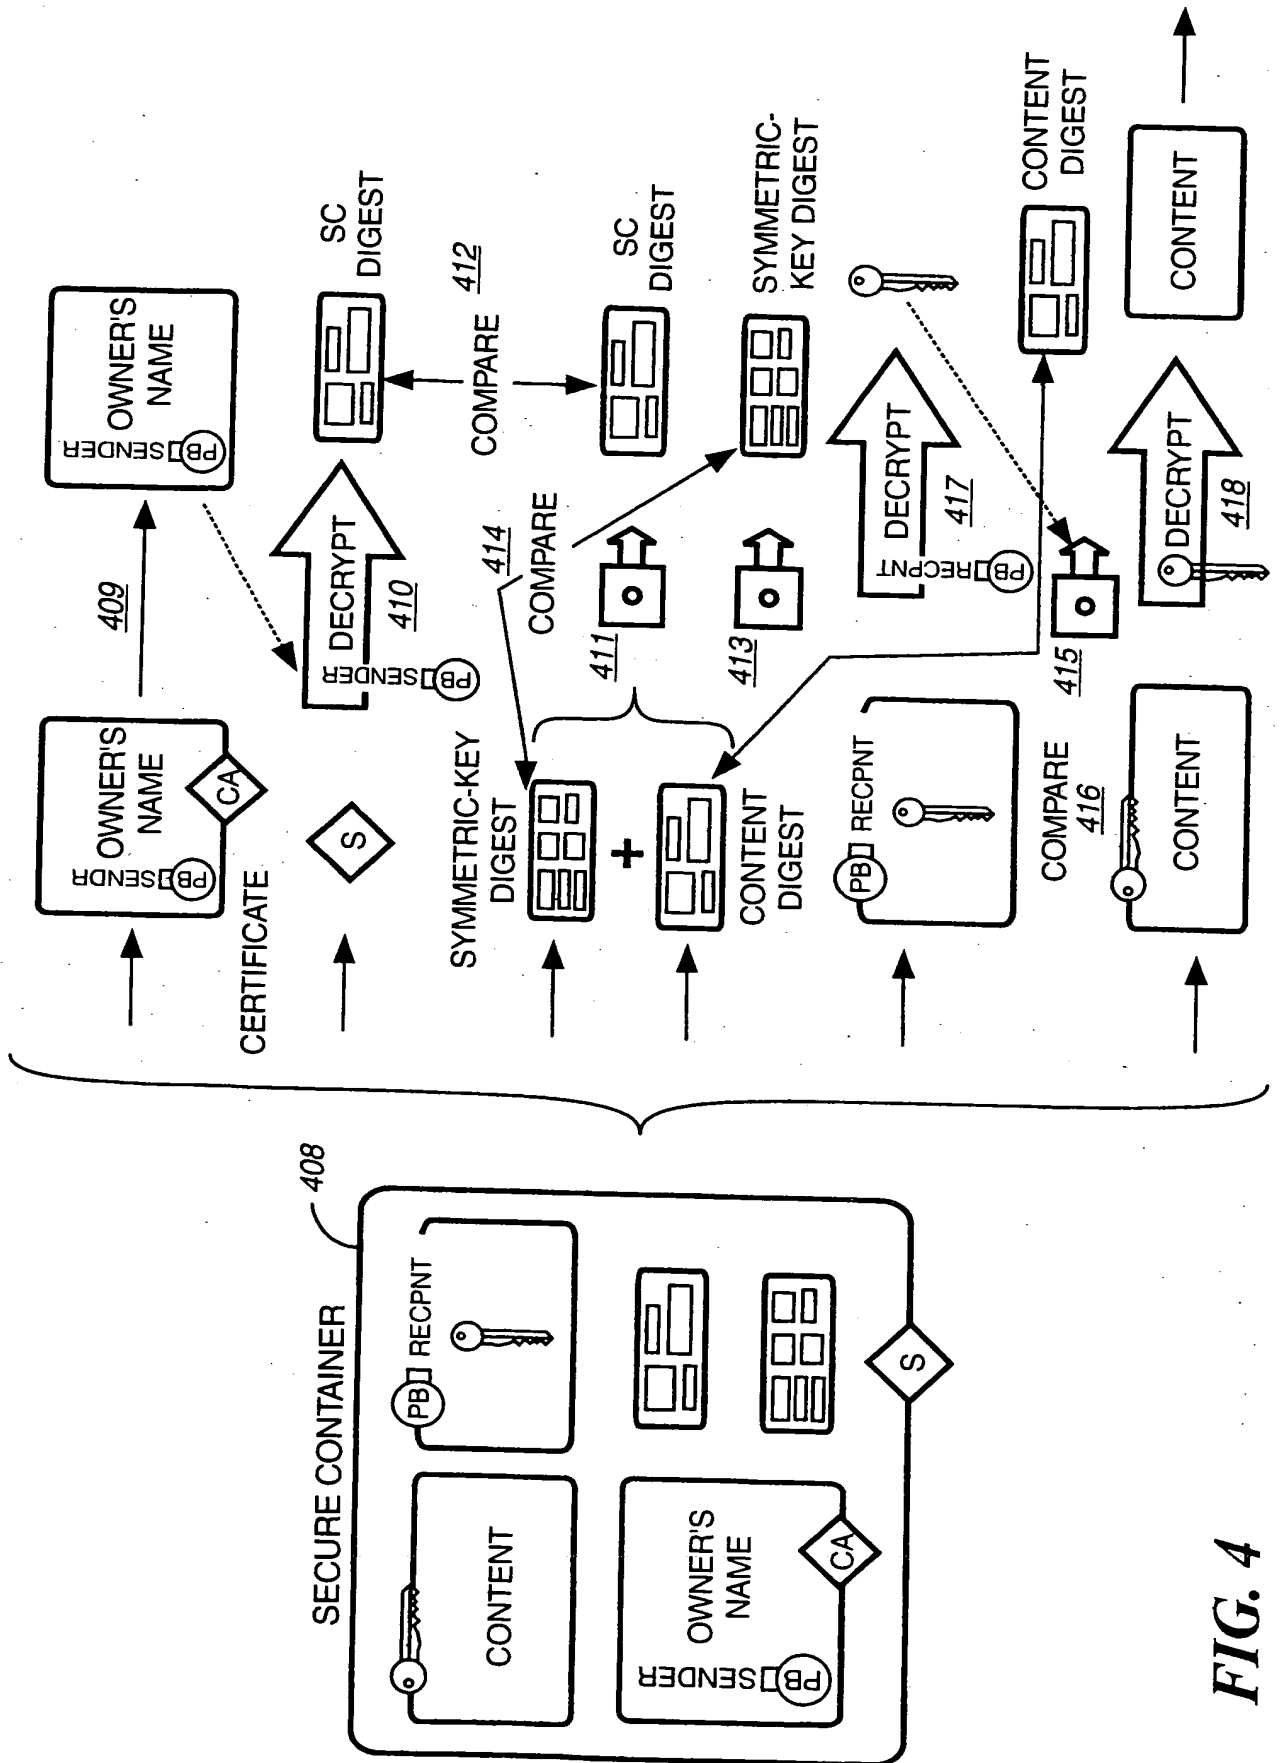 SECURE CONTAINER
408
CONTENT
PB RECPNT
OWNER'S
NAME
SENDER
PB
CA
S
409
OWNER'S
NAME
SENDR
PB
CA
CERTIFICATE
OWNER'S
NAME
SENDER
PB
S
SENDER
PB
DECRYPT
410
SC
DIGEST
COMPARE
412
SYMMETRIC-KEY
DIGEST
+
CONTENT
DIGEST
414
COMPARE
411
SC
DIGEST
413
SYMMETRIC-
KEY DIGEST
PB RECPNT
RECPNT
PB
DECRYPT
417
COMPARE
416
415
CONTENT
DIGEST
CONTENT
DECRYPT
418
CONTENT
FIG. 4